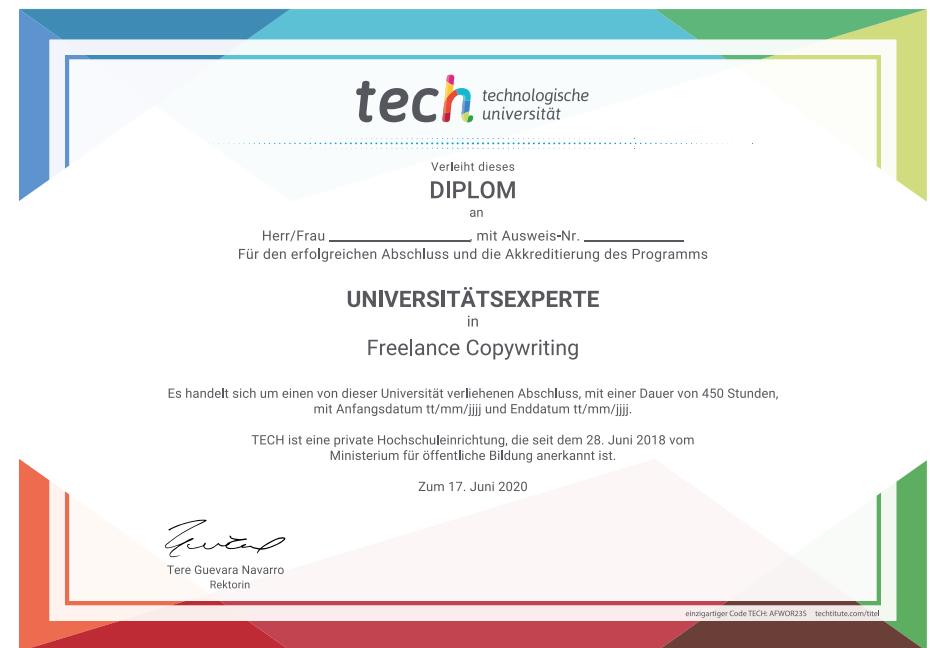 tech technologische
universität
Verleiht dieses
DIPLOM
an
Herr/Frau ____________________, mit Ausweis-Nr. ______________
Für den erfolgreichen Abschluss und die Akkreditierung des Programms
UNIVERSITÄTSEXPERTE
in
Freelance Copywriting
Es handelt sich um einen von dieser Universität verliehenen Abschluss, mit einer Dauer von 450 Stunden,
mit Anfangsdatum tt/mm/jjjj und Enddatum tt/mm/jjjj.
TECH ist eine private Hochschuleinrichtung, die seit dem 28. Juni 2018 vom
Ministerium für öffentliche Bildung anerkannt ist.
Zum 17. Juni 2020
Tere Guevara Navarro
Rektorin
einzigartiger Code TECH: AFWOR23S techtitute.com/titel